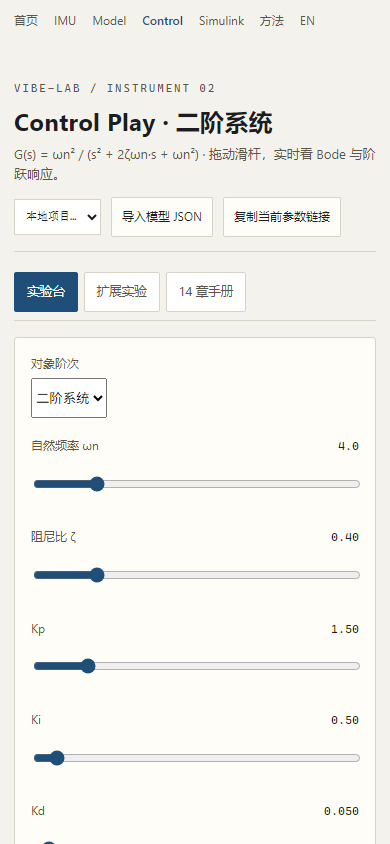 首页 IMU Model Control Simulink 方法 EN
VIBE-LAB / INSTRUMENT 02
Control Play · 二阶系统
G(s) = ωn² / (s² + 2ζωn·s + ωn²) · 拖动滑杆，实时看 Bode 与阶
跃响应。
本地项目… 导入模型 JSON 复制当前参数链接
实验台 扩展实验 14 章手册
对象阶次
二阶系统
自然频率 ωn 4.0
阻尼比 ζ 0.40
Kp 1.50
Ki 0.50
Kd 0.050